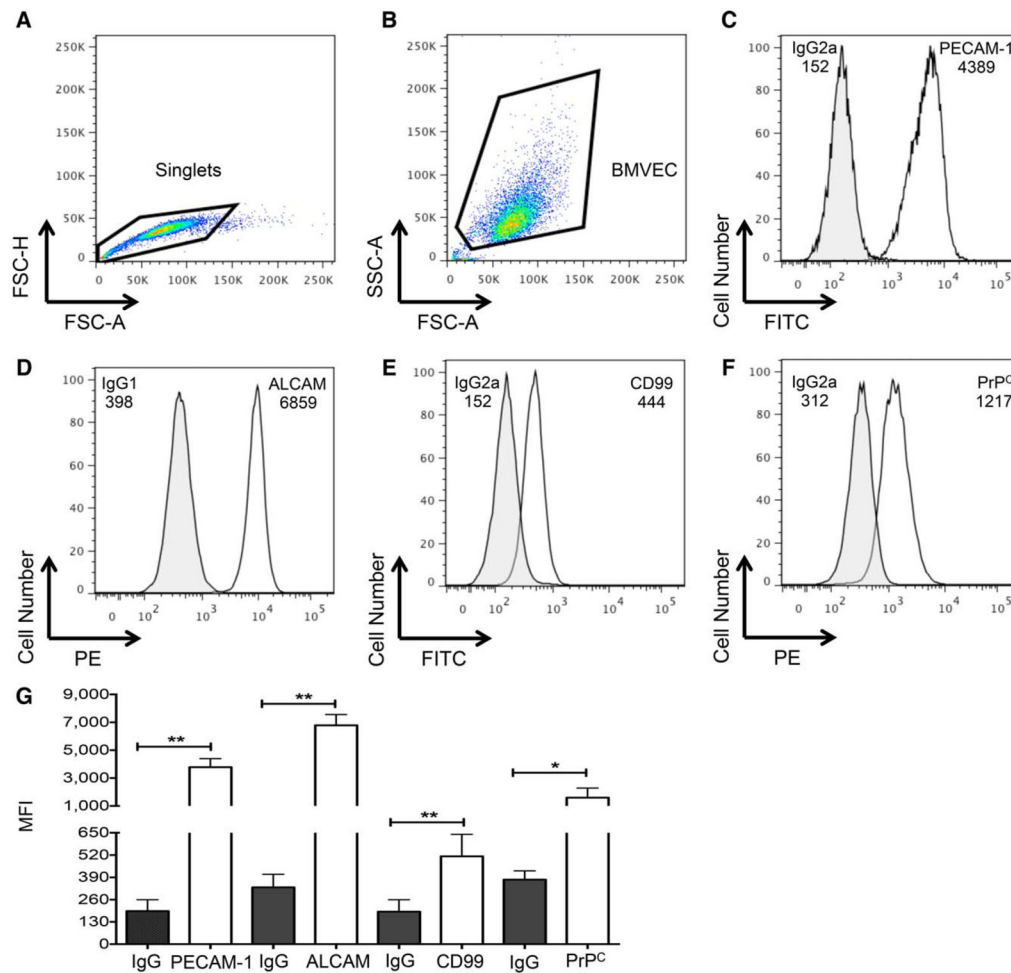 A
250K
200K
150K
100K
50K
0
Singlets
0 50K 100K 150K 200K 250K
FSC-H
FSC-A
B
250K
200K
150K
100K
50K
0
BMVEC
50K 100K 150K 200K 250K
SSC-A
FSC-A
C
IgG2a
152
PECAM-1
4389
100
80
60
40
20
0
0 10² 10³ 10⁴ 10⁵
Cell Number
FITC
D
IgG1
398
ALCAM
6859
100
80
60
40
20
0
0 10² 10³ 10⁴ 10⁵
Cell Number
PE
E
IgG2a
152
CD99
444
100
80
60
40
20
0
0 10² 10³ 10⁴ 10⁵
Cell Number
FITC
F
IgG2a
312
PrPᶜ
1217
100
80
60
40
20
0
0 10² 10³ 10⁴ 10⁵
Cell Number
PE
G
9,000
7,000
5,000
3,000
1,000
650
520
390
260
130
0
MFI
** ** ** *
IgG PECAM-1 IgG ALCAM IgG CD99 IgG PrPᶜ